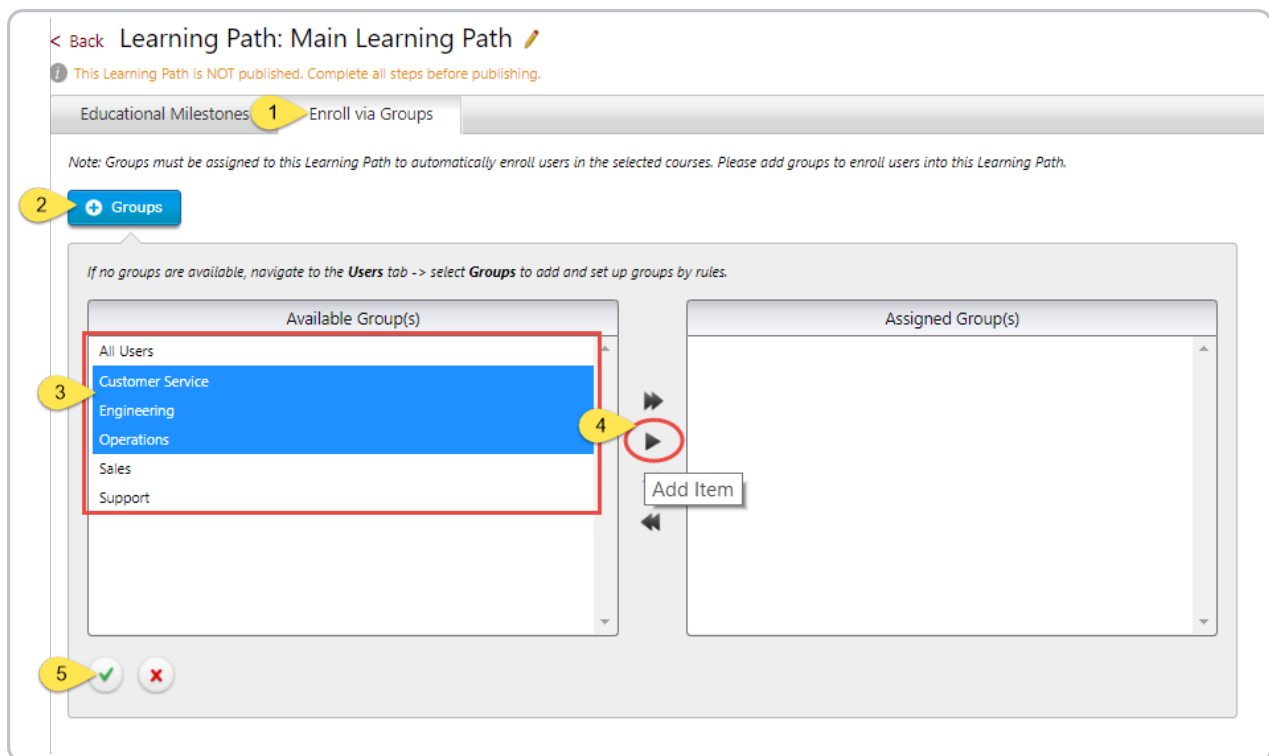 < Back Learning Path: Main Learning Path
i This Learning Path is NOT published. Complete all steps before publishing.
Educational Milestones 1 Enroll via Groups
Note: Groups must be assigned to this Learning Path to automatically enroll users in the selected courses. Please add groups to enroll users into this Learning Path.
2 Groups
If no groups are available, navigate to the Users tab -> select Groups to add and set up groups by rules.
Available Group(s) Assigned Group(s)
All Users
3 Customer Service
Engineering
4 Operations
Sales
Add Item
Support
5